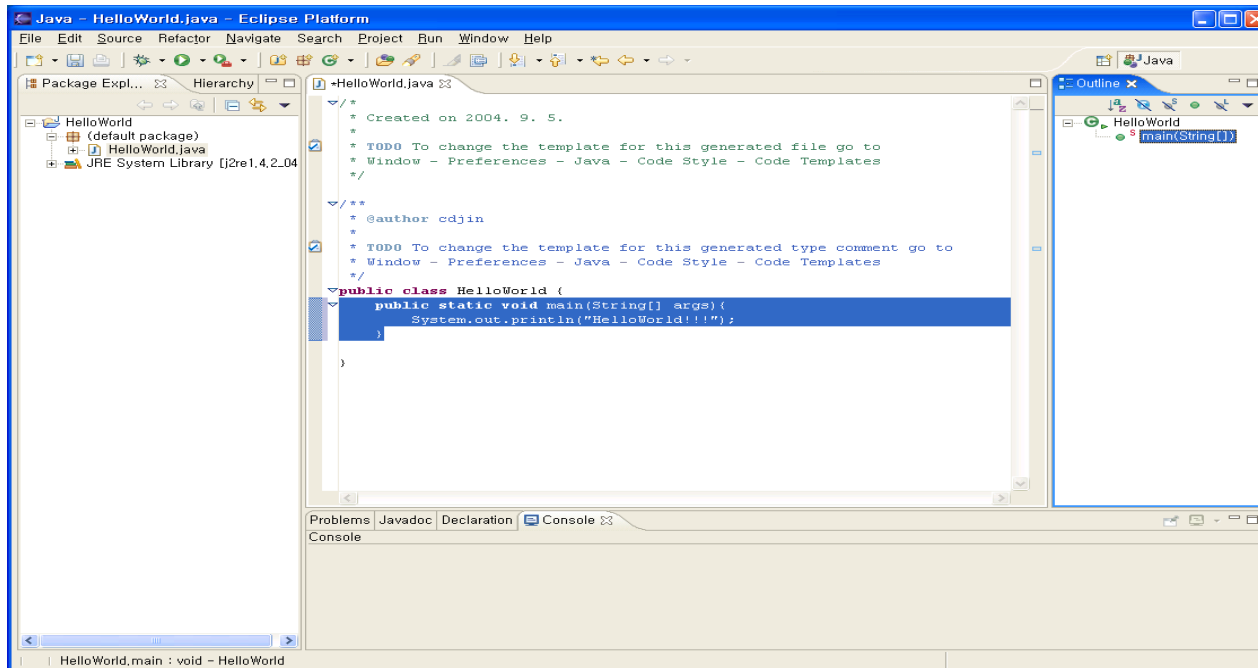 Java - HelloWorld.java - Eclipse Platform
File Edit Source Refactor Navigate Search Project Run Window Help
Java
Package Expl... Hierarchy
HelloWorld
(default package)
HelloWorld.java
JRE System Library [j2re1.4.2_04
*HelloWorld.java
/*
* Created on 2004. 9. 5.
*
* TODO To change the template for this generated file go to
* Window - Preferences - Java - Code Style - Code Templates
*/
/**
* @author cdjin
*
* TODO To change the template for this generated type comment go to
* Window - Preferences - Java - Code Style - Code Templates
*/
public class HelloWorld {
public static void main(String[] args){
System.out.println("HelloWorld!!!");
}
}
Outline
HelloWorld
main(String[])
Problems Javadoc Declaration Console
Console
HelloWorld.main : void - HelloWorld